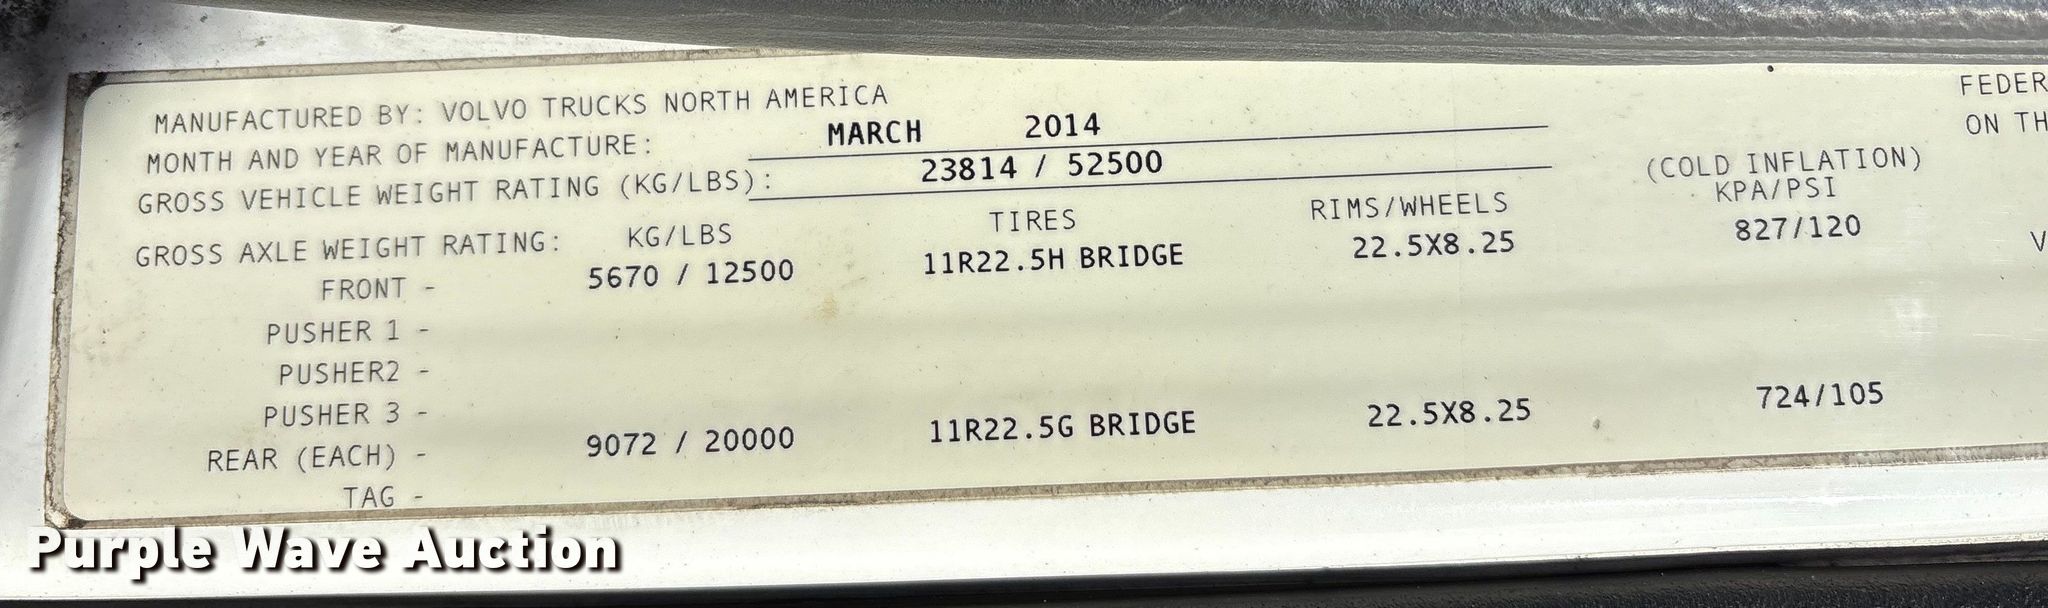 MANUFACTURED BY: VOLVO TRUCKS NORTH AMERICA
MONTH AND YEAR OF MANUFACTURE: MARCH 2014
GROSS VEHICLE WEIGHT RATING (KG/LBS): 23814 / 52500
GROSS AXLE WEIGHT RATING: KG/LBS TIRES RIMS/WHEELS (COLD INFLATION) KPA/PSI
FRONT - 5670 / 12500 11R22.5H BRIDGE 22.5X8.25 827/120
PUSHER 1 -
PUSHER2 -
PUSHER 3 -
REAR (EACH) - 9072 / 20000 11R22.5G BRIDGE 22.5X8.25 724/105
TAG -
FEDER
ON TH
V
Purple Wave Auction